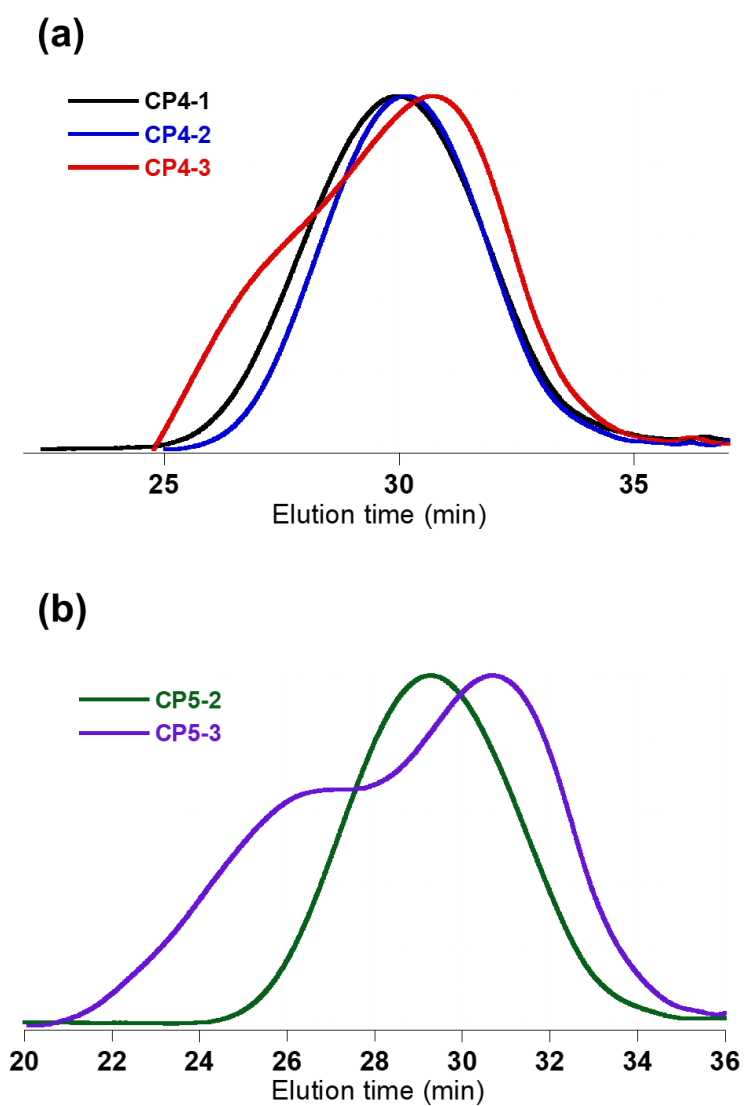 (a)
CP4-1
CP4-2
CP4-3
25 30 35
Elution time (min)
(b)
CP5-2
CP5-3
20 22 24 26 28 30 32 34 36
Elution time (min)